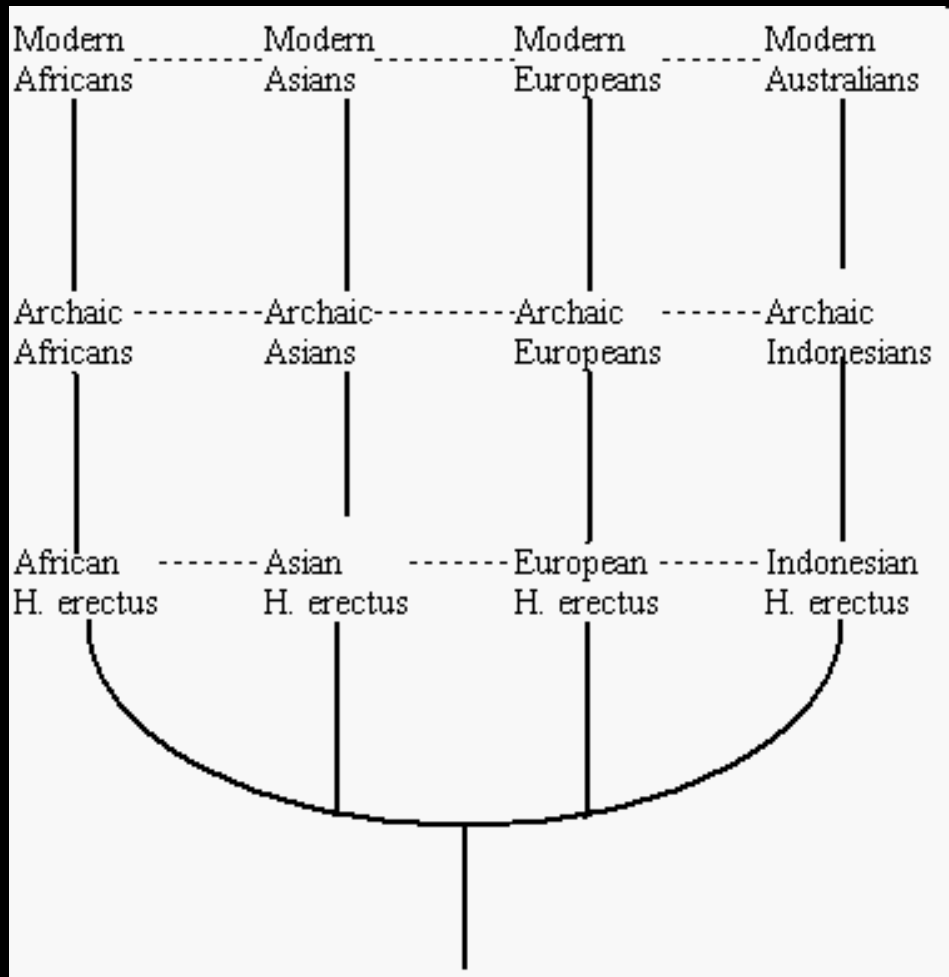 Modern Modern Modern Modern
Africans Asians Europeans Australians
Archaic Archaic Archaic Archaic
Africans Asians Europeans Indonesians
African Asian European Indonesian
H. erectus H. erectus H. erectus H. erectus